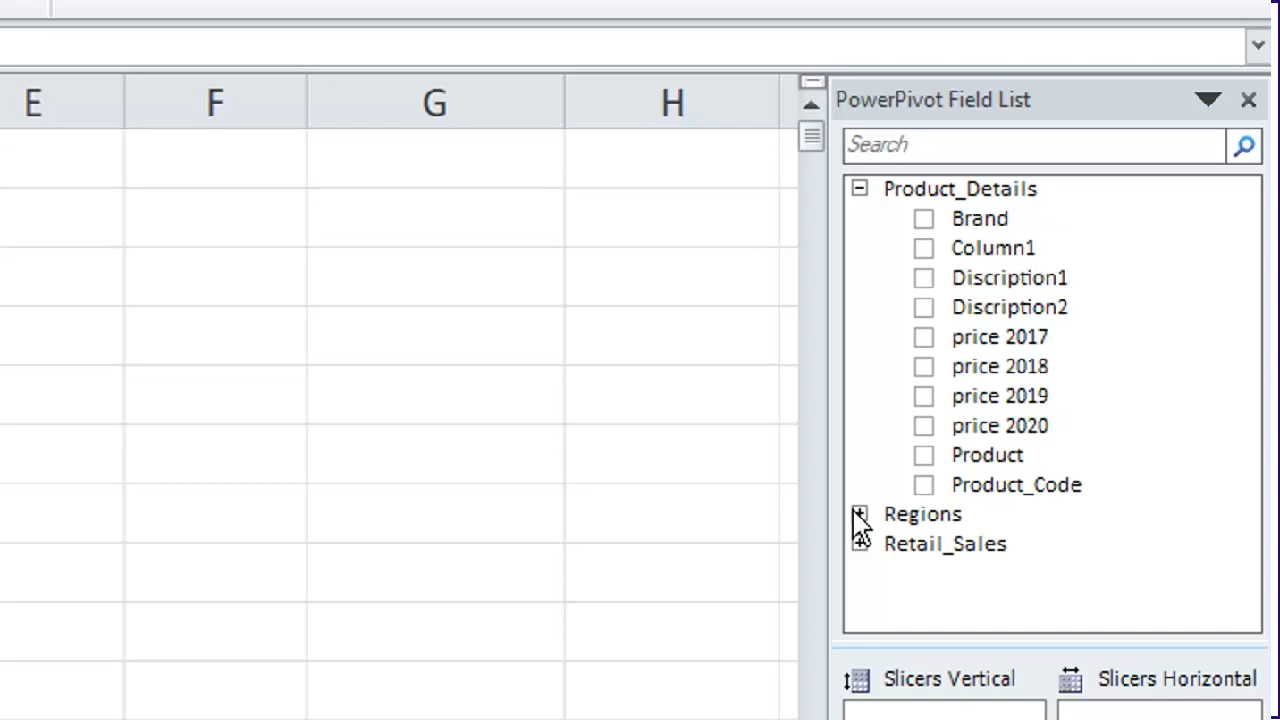 E F G H
PowerPivot Field List
Search
Product_Details
Brand
Column1
Discription1
Discription2
price 2017
price 2018
price 2019
price 2020
Product
Product_Code
Regions
Retail_Sales
Slicers Vertical Slicers Horizontal